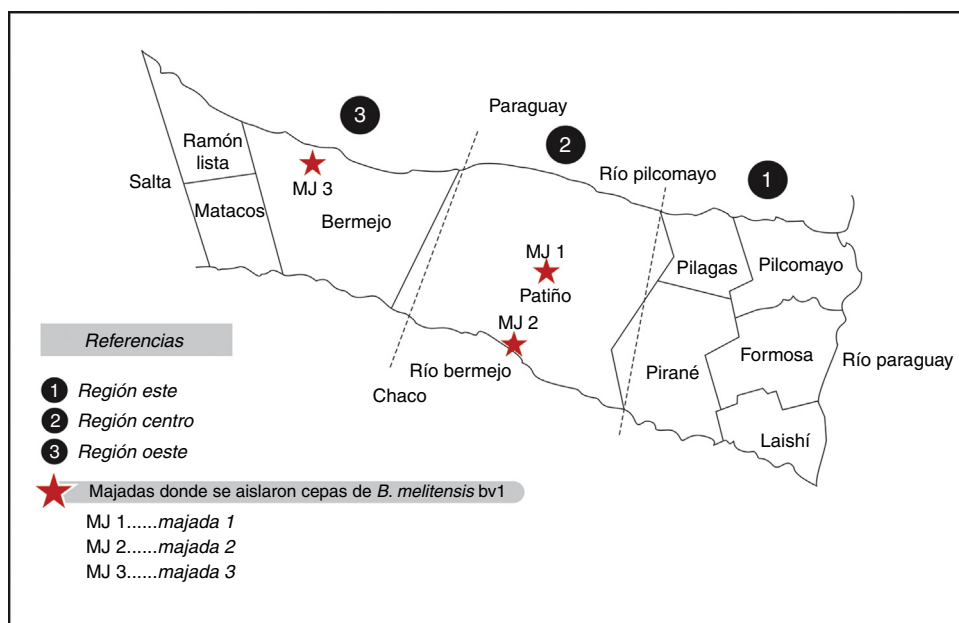 3
Paraguay
2
Río pilcomayo
1
Ramón
lista
Salta
MJ 3
Matacos
Bermejo
MJ 1
Patiño
Pilagas
Pilcomayo
MJ 2
Río bermejo
Chaco
Pirané
Formosa
Río paraguay
Laishí
Referencias
1 Región este
2 Región centro
3 Región oeste
Majadas donde se aislaron cepas de B. melitensis bv1
MJ 1......majada 1
MJ 2......majada 2
MJ 3......majada 3